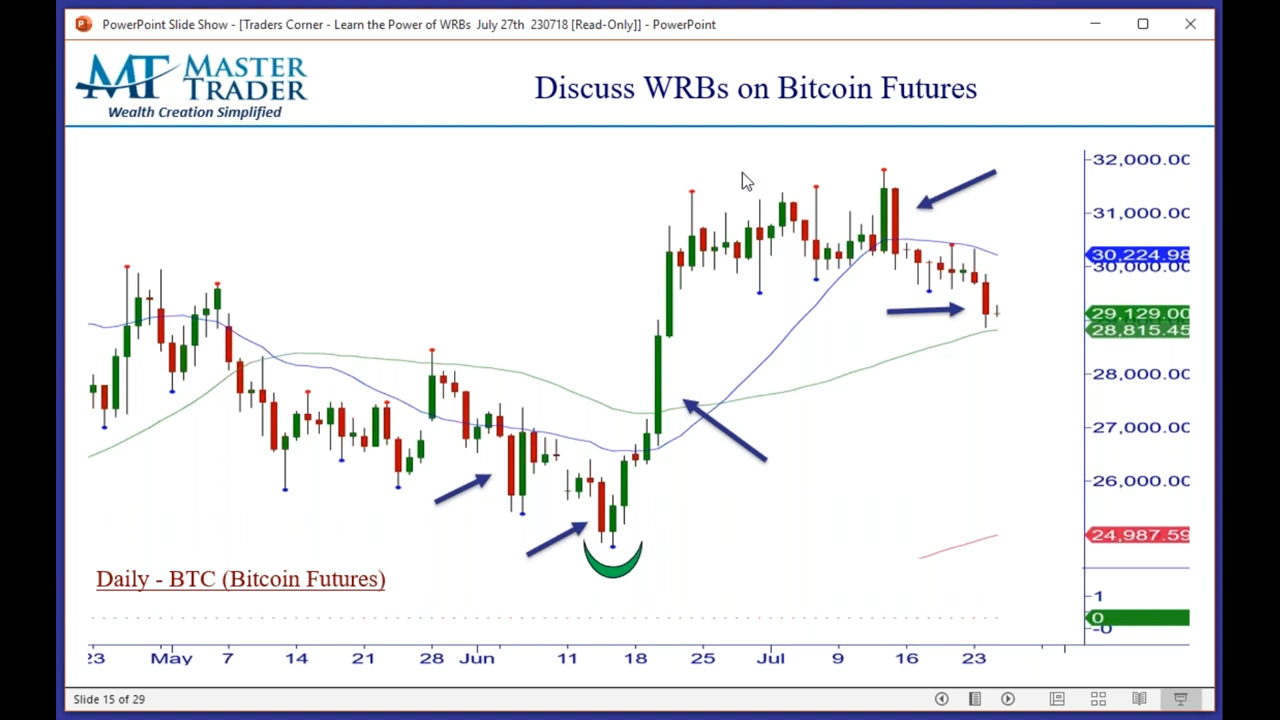 PowerPoint Slide Show - [Traders Corner - Learn the Power of WRBs  July 27th  230718 [Read-Only]] - PowerPoint
MT MASTER TRADER
Wealth Creation Simplified
Discuss WRBs on Bitcoin Futures
32,000.00
31,000.00
30,224.98
30,000.00
29,129.00
28,815.45
28,000.00
27,000.00
26,000.00
24,987.59
Daily - BTC (Bitcoin Futures)
1
0
-0
23 May 7 14 21 28 Jun 11 18 25 Jul 9 16 23
Slide 15 of 29